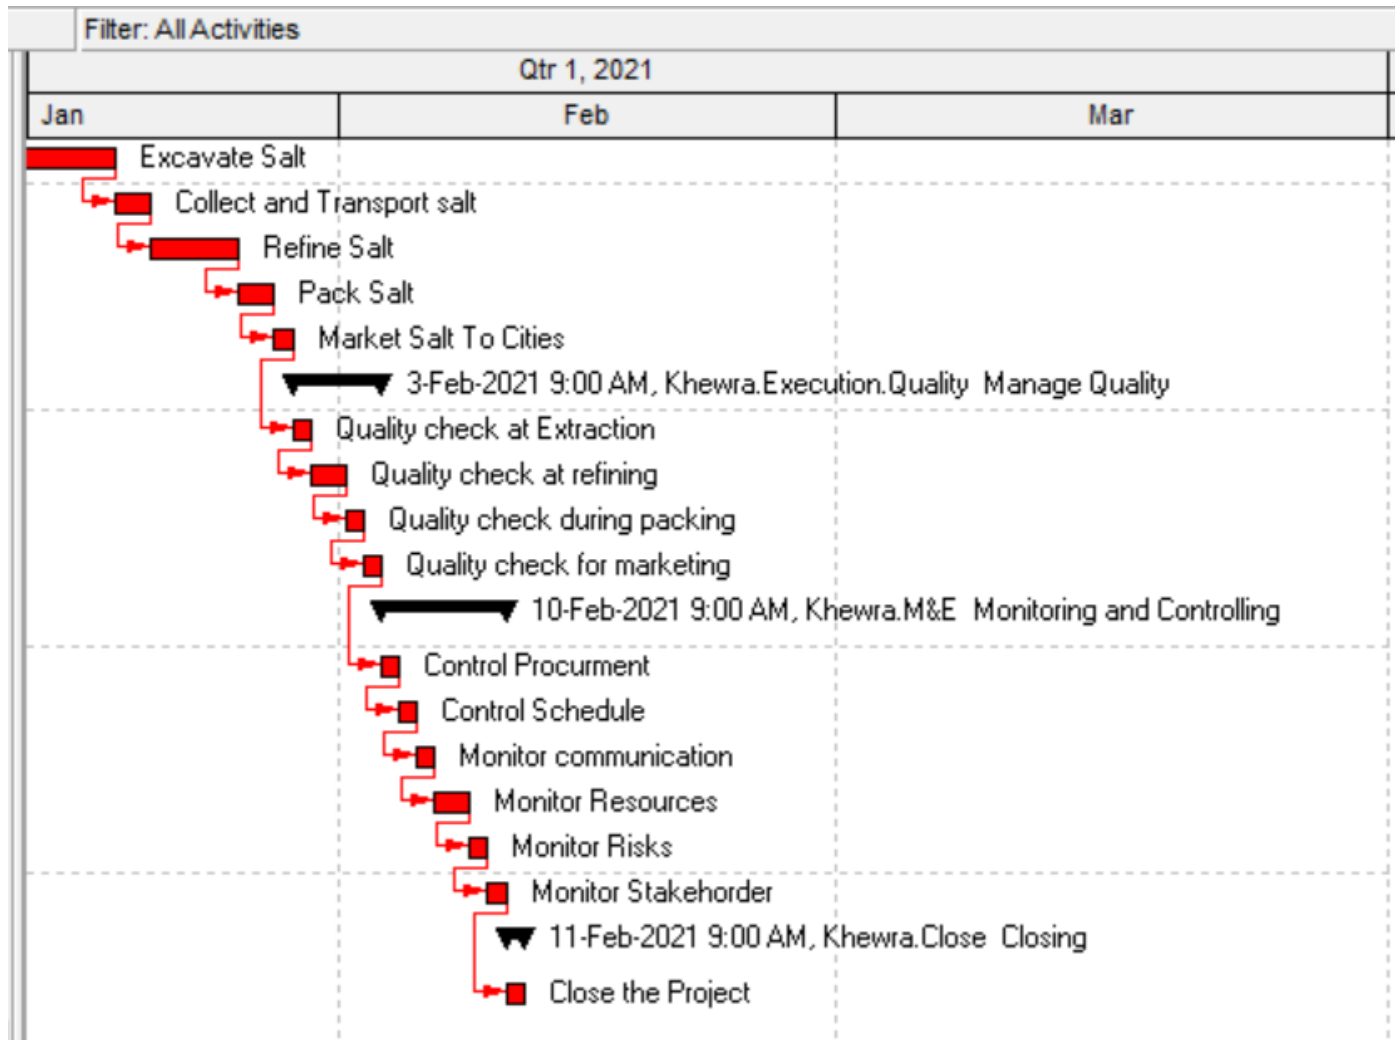 Filter: All Activities
Qtr 1, 2021
Jan Feb Mar
Excavate Salt
Collect and Transport salt
Refine Salt
Pack Salt
Market Salt To Cities
3-Feb-2021 9:00 AM, Khewra.Execution.Quality  Manage Quality
Quality check at Extraction
Quality check at refining
Quality check during packing
Quality check for marketing
10-Feb-2021 9:00 AM, Khewra.M&E  Monitoring and Controlling
Control Procurment
Control Schedule
Monitor communication
Monitor Resources
Monitor Risks
Monitor Stakehorder
11-Feb-2021 9:00 AM, Khewra.Close  Closing
Close the Project